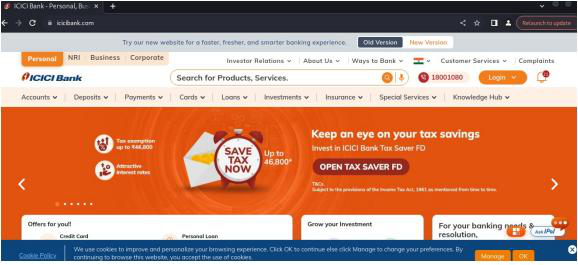 ICICI Bank - Personal, Bus
icicibank.com
Relaunch to update
Try our new website for a faster, fresher, and smarter banking experience. Old Version New Version
Personal NRI Business Corporate Investor Relations About Us Ways to Bank Customer Services Complaints
ICICI Bank Search for Products, Services. 18001080 Login
Accounts Deposits Payments Cards Loans Investments Insurance Special Services Knowledge Hub
Tax exemption
up to ₹46,800
Attractive
interest rates
SAVE
TAX
NOW
Up to
46,800*
Keep an eye on your tax savings
Invest in ICICI Bank Tax Saver FD
OPEN TAX SAVER FD
T&Cs.
Subject to the provisions of the Income Tax Act, 1961 as mentioned from time to time.
Offers for you!
Credit Card Personal Loan
Grow your Investment
For your banking needs &
resolution,
Ask iPal
Cookie Policy
We use cookies to improve and personalize your browsing experience. Click OK to continue else click Manage to change your preferences. By
continuing to browse this website, you accept the use of cookies.
Manage OK